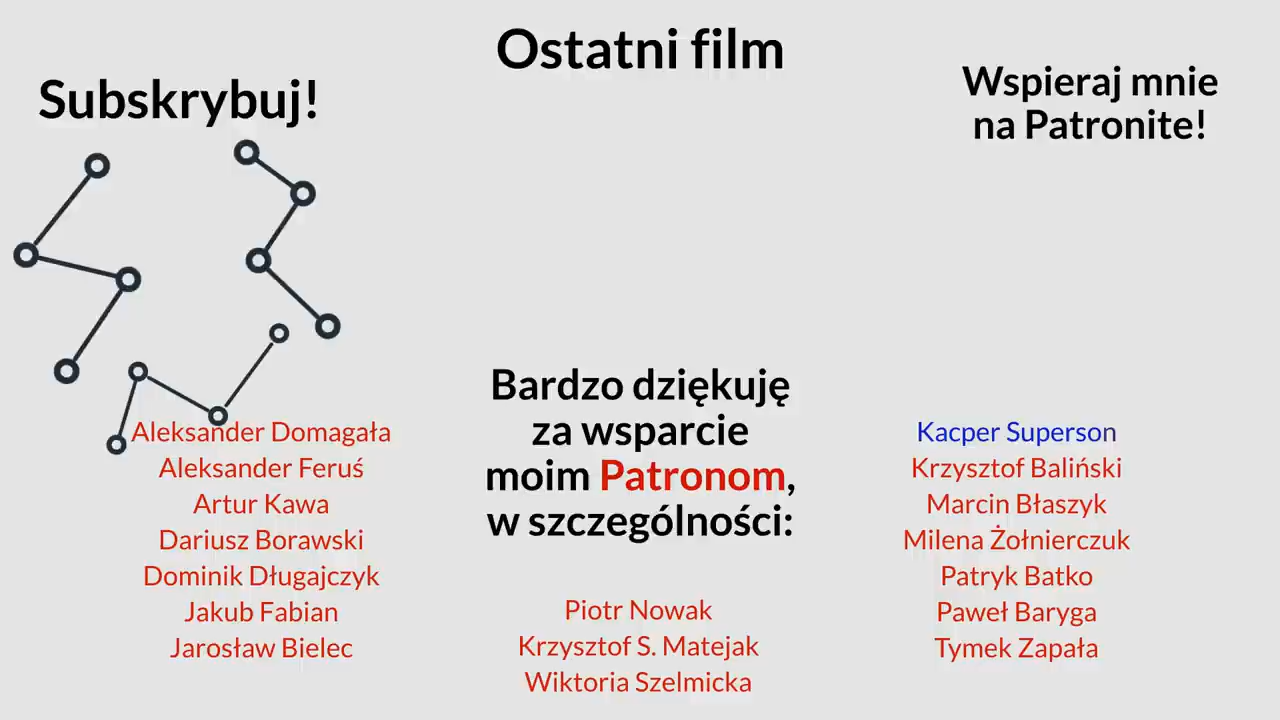 Ostatni film
Subskrybuj!
Wspieraj mnie
na Patronite!
Bardzo dziękuję
za wsparcie
moim Patronom,
w szczególności:
Aleksander Domagała
Aleksander Feruś
Artur Kawa
Dariusz Borawski
Dominik Długajczyk
Jakub Fabian
Jarosław Bielec
Piotr Nowak
Krzysztof S. Matejak
Wiktoria Szelmicka
Kacper Superson
Krzysztof Baliński
Marcin Błaszyk
Milena Żołnierczuk
Patryk Batko
Paweł Baryga
Tymek Zapała